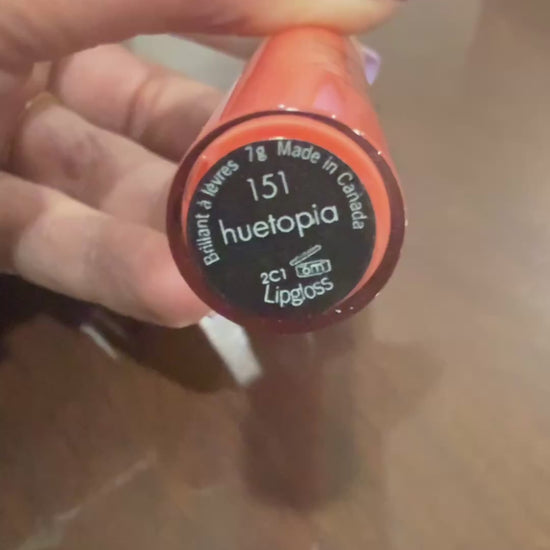 Brillant à lèvres 7g Made in Canada
151
huetopia
2C1 6m
Lipgloss